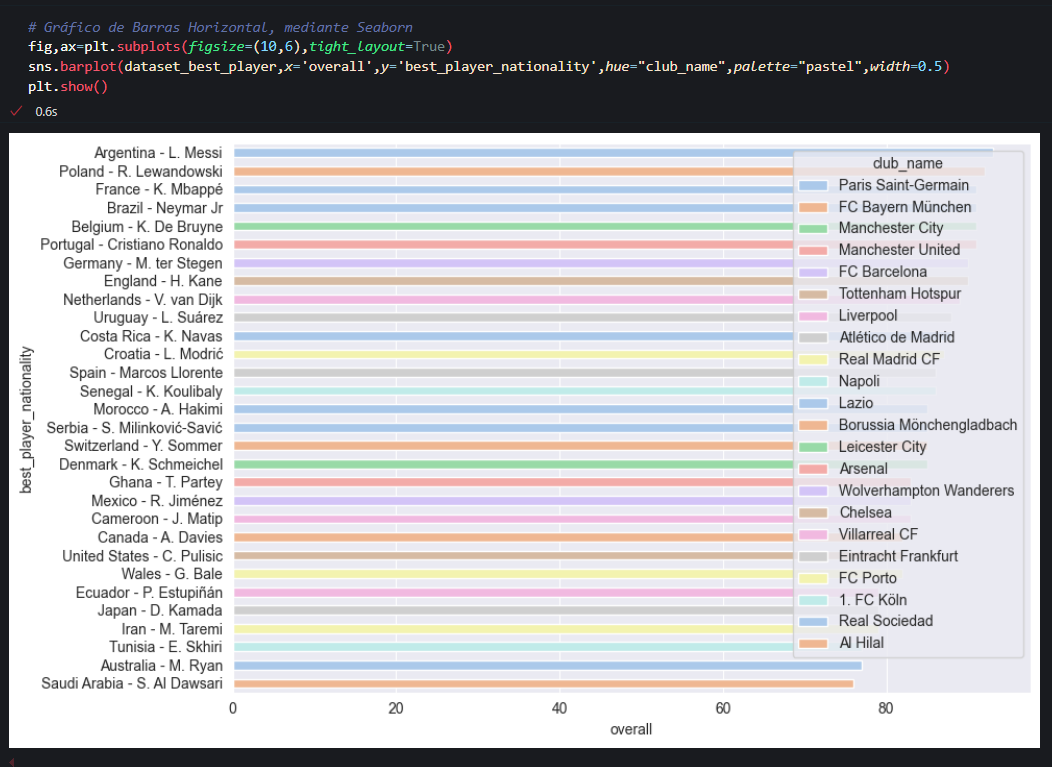 # Gráfico de Barras Horizontal, mediante Seaborn
fig,ax=plt.subplots(figsize=(10,6),tight_layout=True)
sns.barplot(dataset_best_player,x='overall',y='best_player_nationality',hue="club_name",palette="pastel",width=0.5)
plt.show()
0.6s
best_player_nationality
Argentina - L. Messi
Poland - R. Lewandowski
France - K. Mbappé
Brazil - Neymar Jr
Belgium - K. De Bruyne
Portugal - Cristiano Ronaldo
Germany - M. ter Stegen
England - H. Kane
Netherlands - V. van Dijk
Uruguay - L. Suárez
Costa Rica - K. Navas
Croatia - L. Modrić
Spain - Marcos Llorente
Senegal - K. Koulibaly
Morocco - A. Hakimi
Serbia - S. Milinković-Savić
Switzerland - Y. Sommer
Denmark - K. Schmeichel
Ghana - T. Partey
Mexico - R. Jiménez
Cameroon - J. Matip
Canada - A. Davies
United States - C. Pulisic
Wales - G. Bale
Ecuador - P. Estupiñán
Japan - D. Kamada
Iran - M. Taremi
Tunisia - E. Skhiri
Australia - M. Ryan
Saudi Arabia - S. Al Dawsari
club_name
Paris Saint-Germain
FC Bayern München
Manchester City
Manchester United
FC Barcelona
Tottenham Hotspur
Liverpool
Atlético de Madrid
Real Madrid CF
Napoli
Lazio
Borussia Mönchengladbach
Leicester City
Arsenal
Wolverhampton Wanderers
Chelsea
Villarreal CF
Eintracht Frankfurt
FC Porto
1. FC Köln
Real Sociedad
Al Hilal
0 20 40 60 80
overall